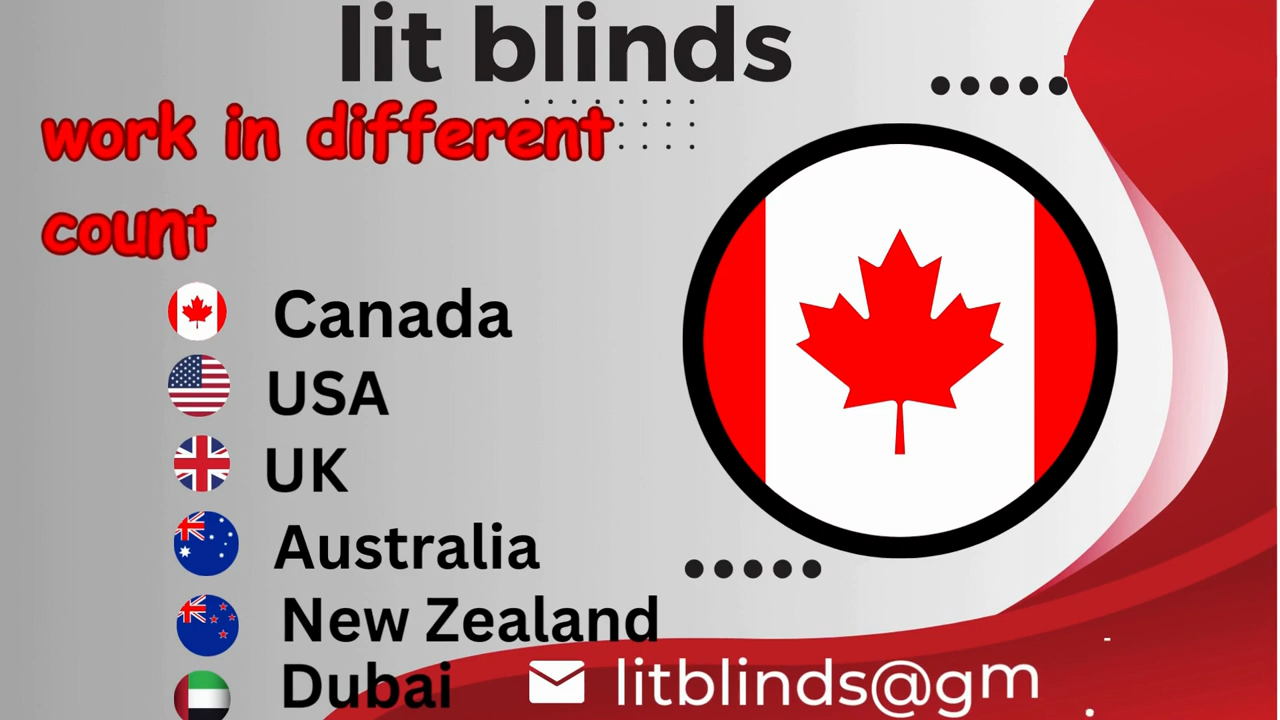 lit blinds
work in different
count
Canada
USA
UK
Australia
New Zealand
Dubai
litblinds@gm